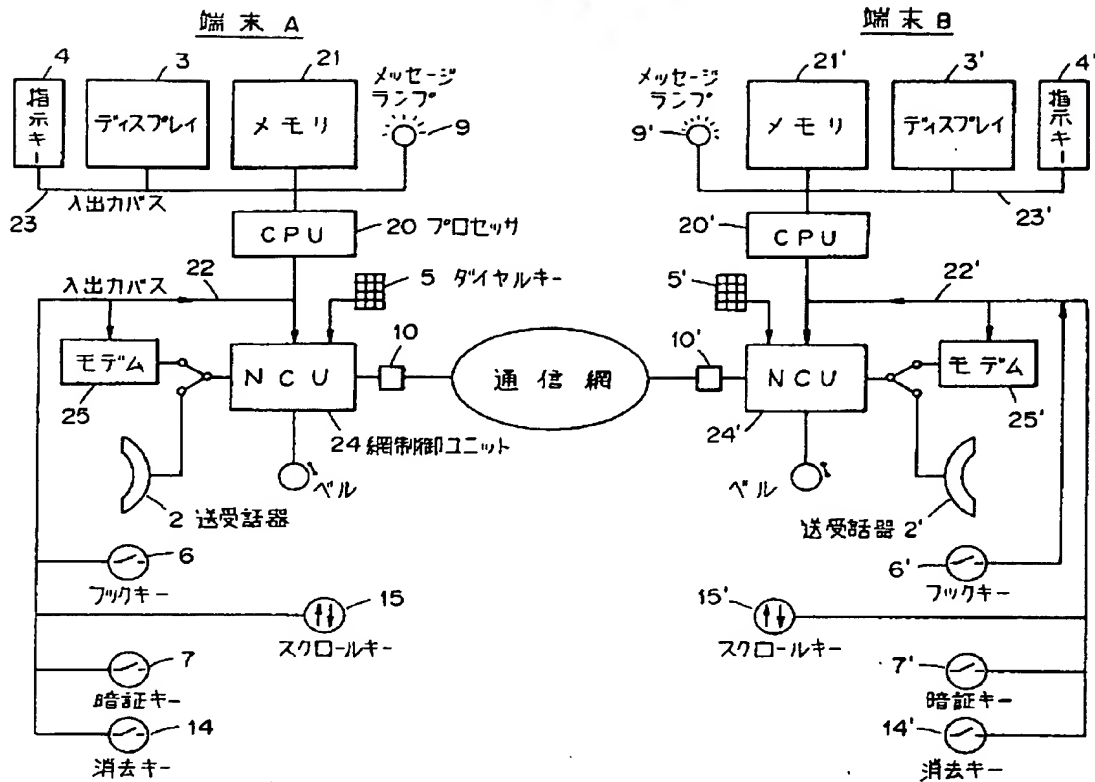 端末 A
端末 B
4
3
21
メッセージ
ランプ
9
指示キー
ディスプレイ
メモリ
23
入出力バス
CPU
20 プロセッサ
22
入出力バス
5 ダイヤルキー
モデム
25
NCU
10
24 網制御ユニット
ベル
2 送受話器
6
フックキー
15
スクロールキー
7
暗証キー
14
消去キー
通信網
メッセージ
ランプ
9'
21'
3'
4'
メモリ
ディスプレイ
指示キー
23'
20'
CPU
5'
22'
10'
NCU
24'
モデム
25'
ベル
送受話器 2'
6'
フックキー
15'
スクロールキー
7'
暗証キー
14'
消去キー